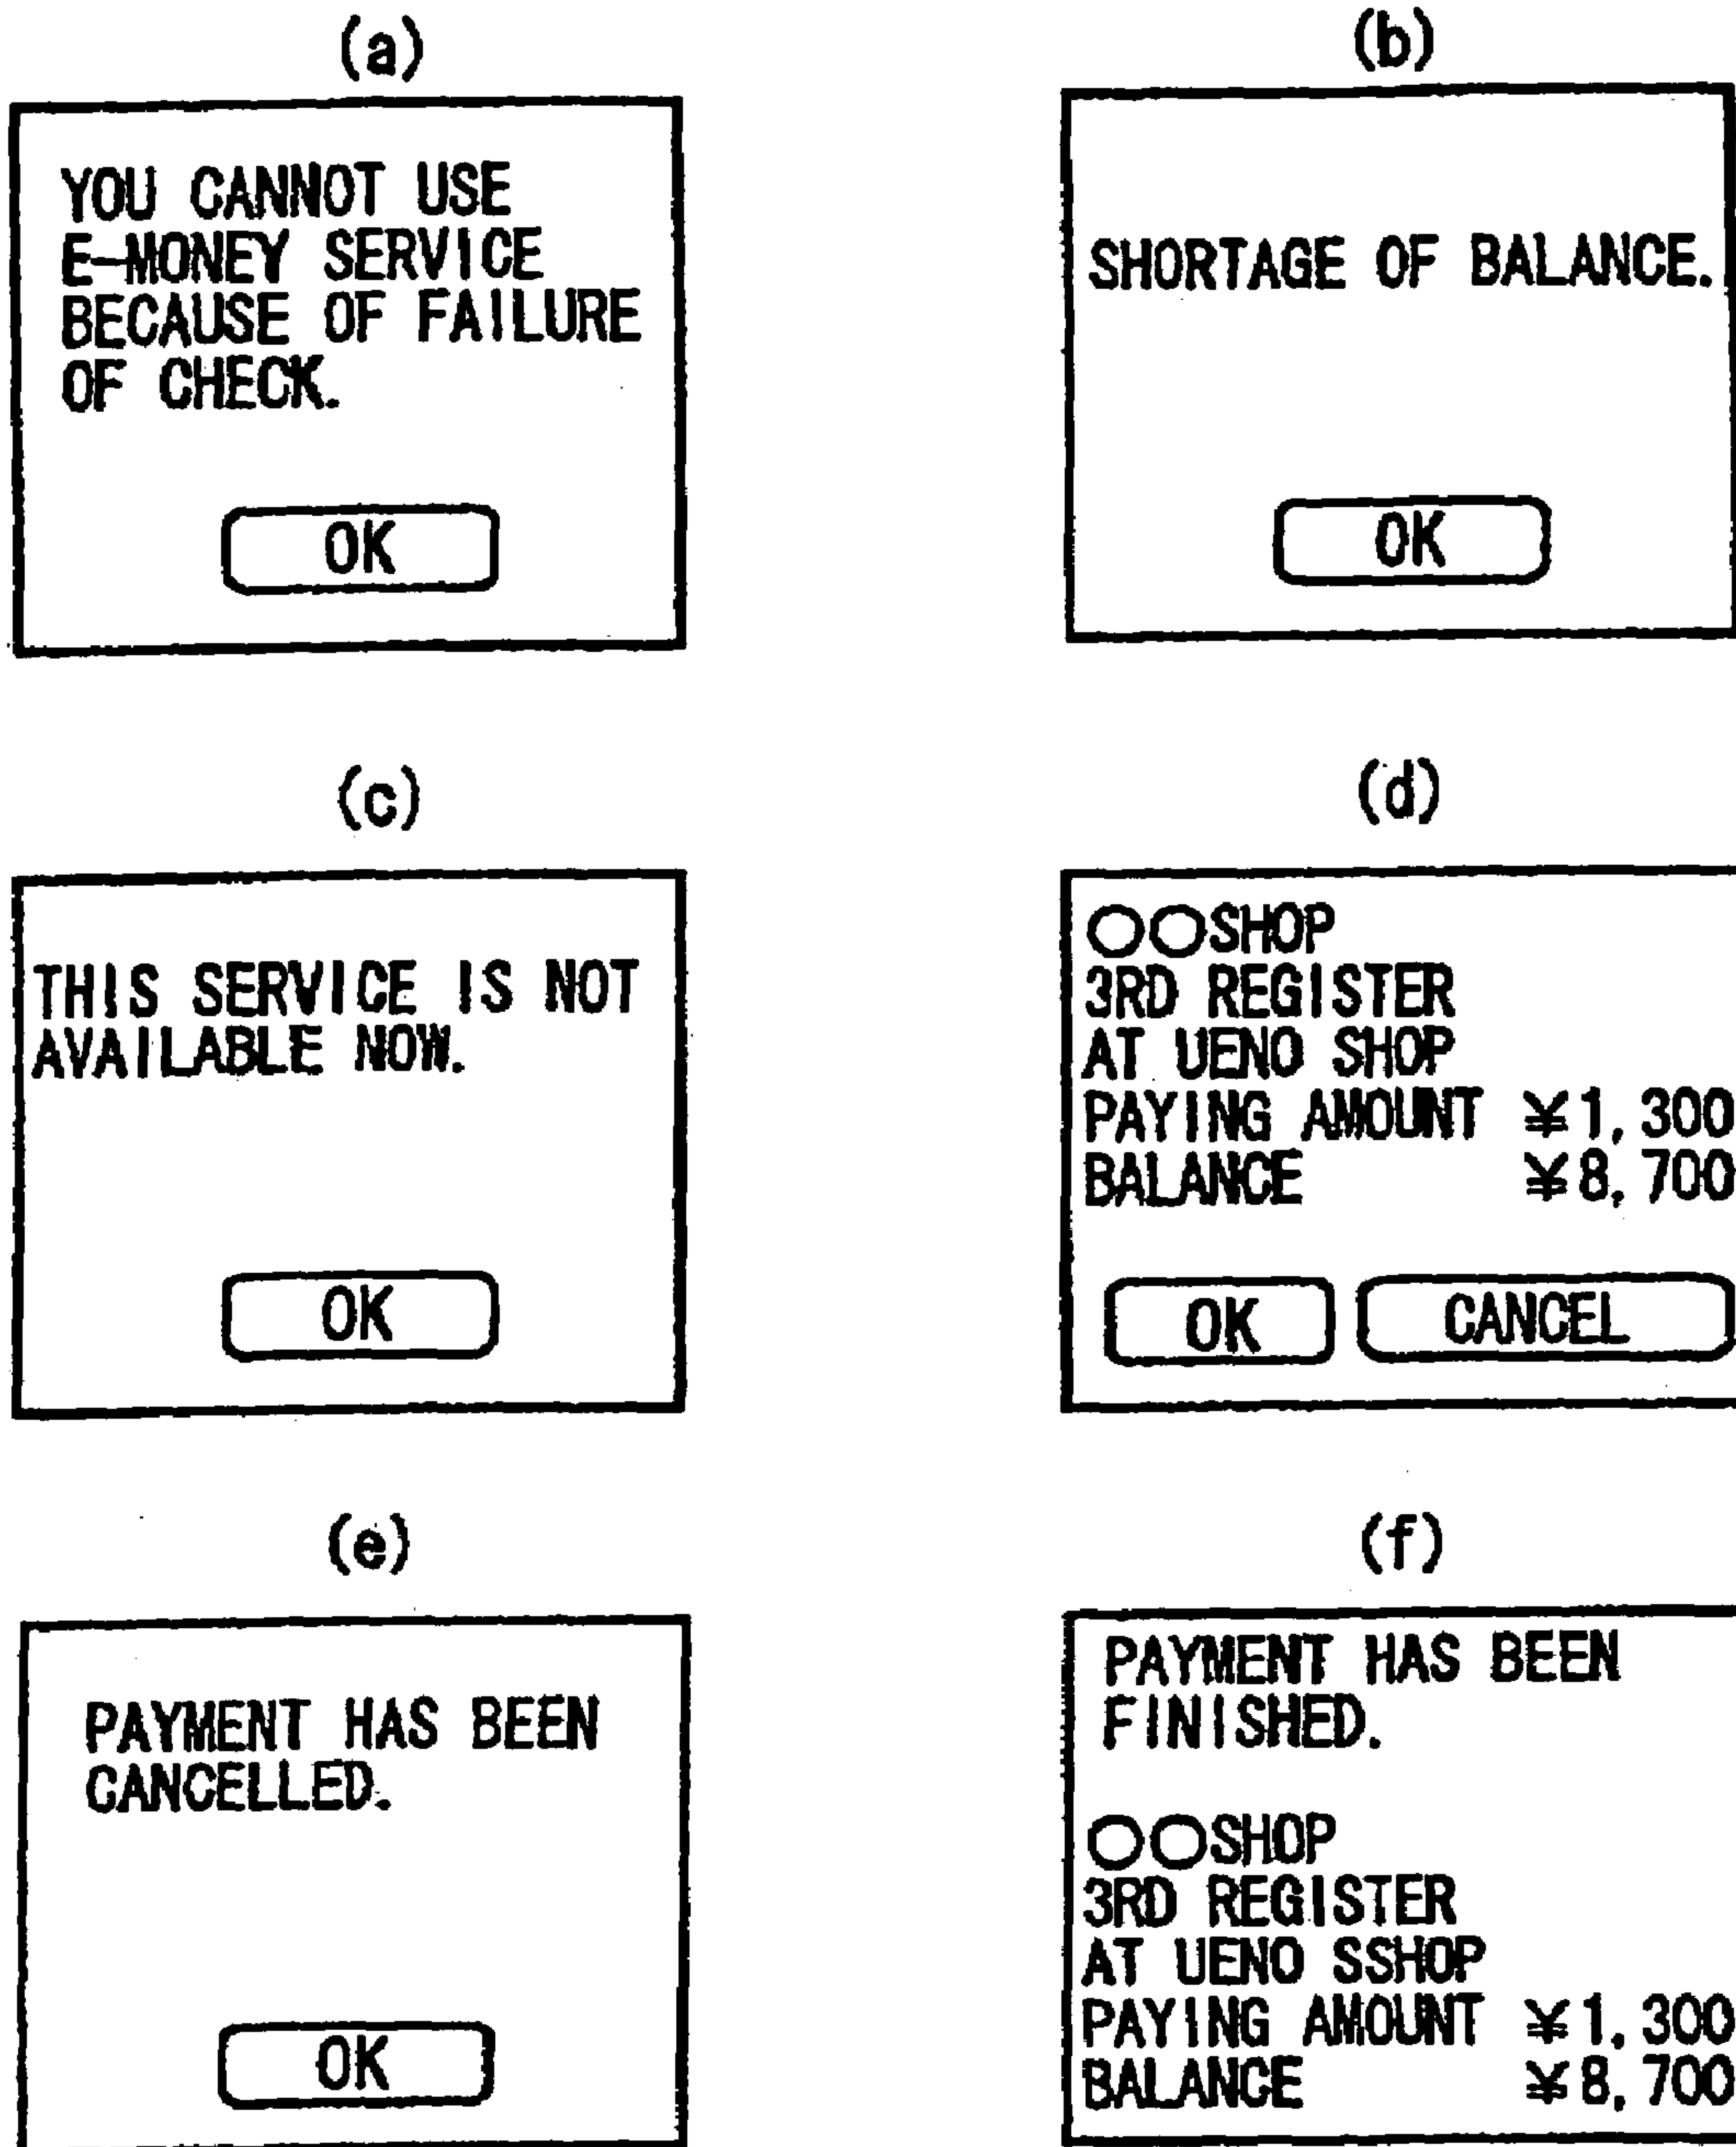 (a)
YOU CANNOT USE
E-MONEY SERVICE
BECAUSE OF FAILURE
OF CHECK.
OK
(b)
SHORTAGE OF BALANCE.
OK
(c)
THIS SERVICE IS NOT
AVAILABLE NOW.
OK
(d)
○○SHOP
3RD REGISTER
AT UENO SHOP
PAYING AMOUNT ¥1,300
BALANCE ¥8,700
OK CANCEL
(e)
PAYMENT HAS BEEN
CANCELLED.
OK
(f)
PAYMENT HAS BEEN
FINISHED.
○○SHOP
3RD REGISTER
AT UENO SSHOP
PAYING AMOUNT ¥1,300
BALANCE ¥8,700